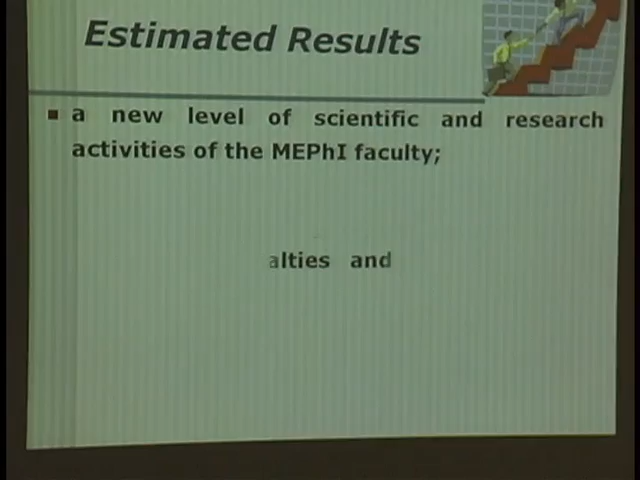 Estimated Results
a new level of scientific and research
activities of the MEPhI faculty;
alties and